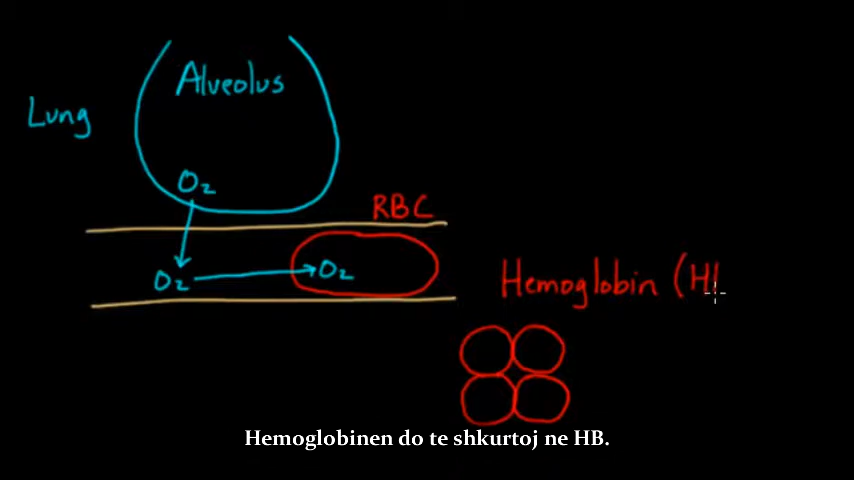 Alveolus
Lung
O2
RBC
O2 O2
Hemoglobin (H
Hemoglobinen do te shkurtoj ne HB.